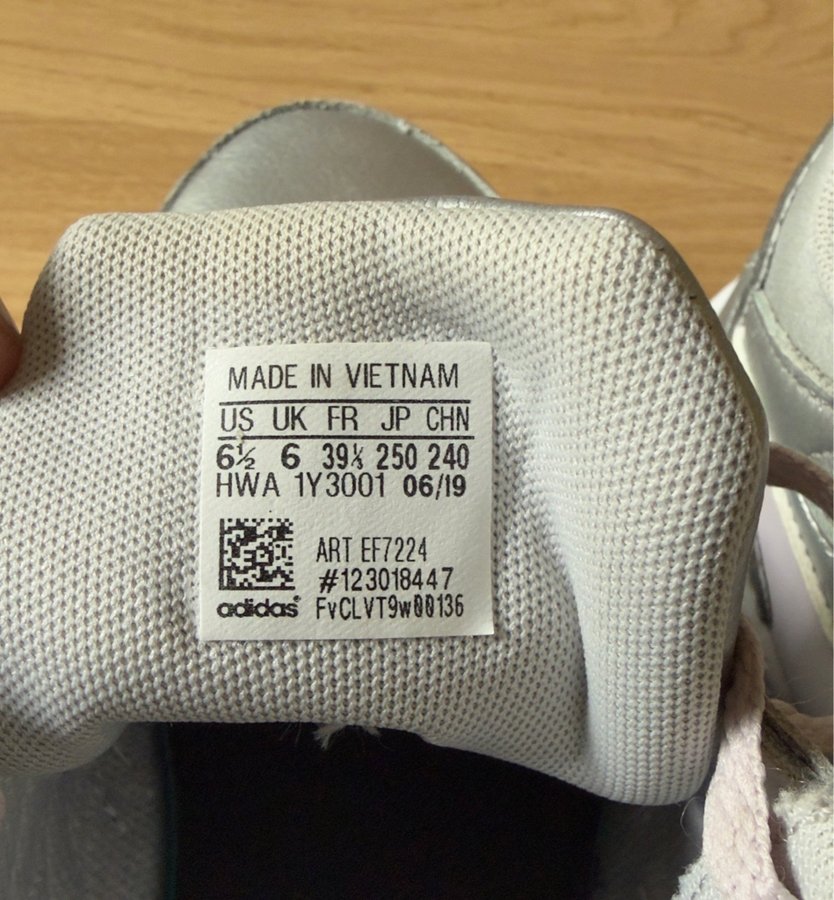 MADE IN VIETNAM
US UK FR JP CHN
6½ 6 39⅓ 250 240
HWA 1Y3001 06/19
ART EF7224
#123018447
adidas® FvCLVT9w00136